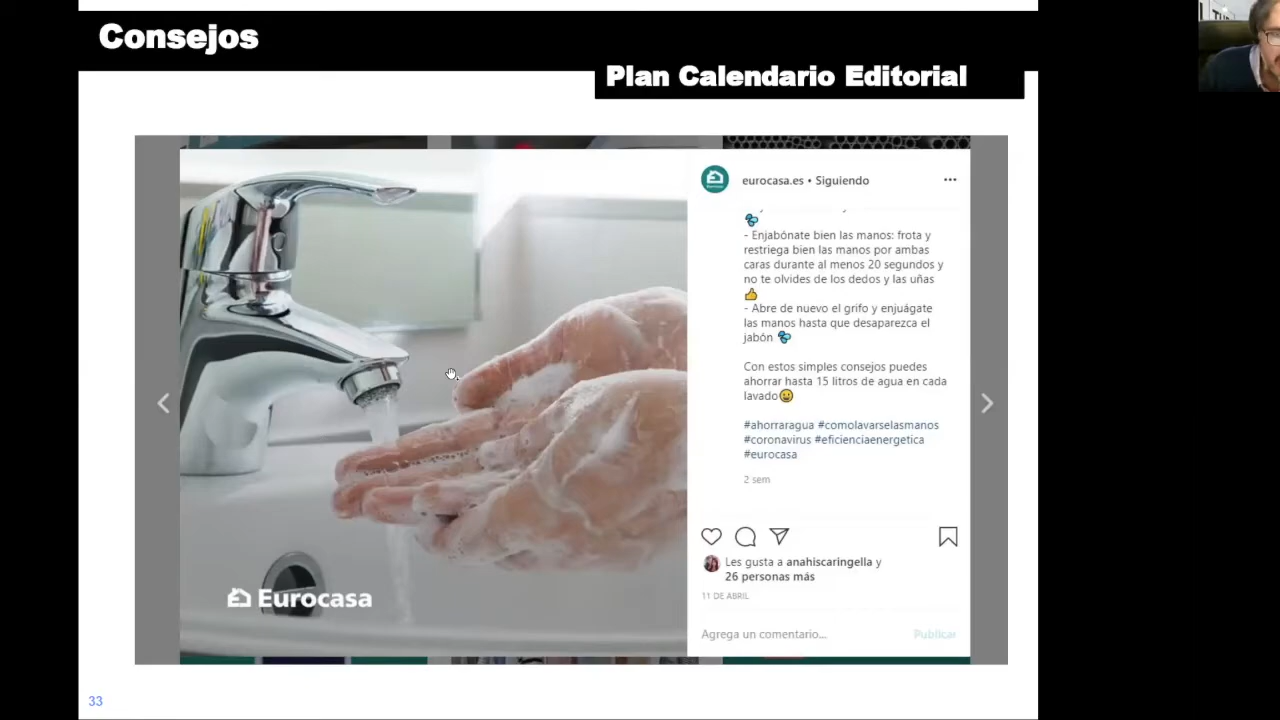 Consejos
Plan Calendario Editorial
eurocasa.es • Siguiendo
- Enjabónate bien las manos: frota y
restriega bien las manos por ambas
caras durante al menos 20 segundos y
no te olvides de los dedos y las uñas
👍
- Abre de nuevo el grifo y enjuágate
las manos hasta que desaparezca el
jabón
Con estos simples consejos puedes
ahorrar hasta 15 litros de agua en cada
lavado😀
#ahorraragua #comolavarselasmanos
#coronavirus #eficienciaenergetica
#eurocasa
2 sem
Les gusta a anahiscaringella y
26 personas más
11 DE ABRIL
Agrega un comentario...
Publicar
Eurocasa
33